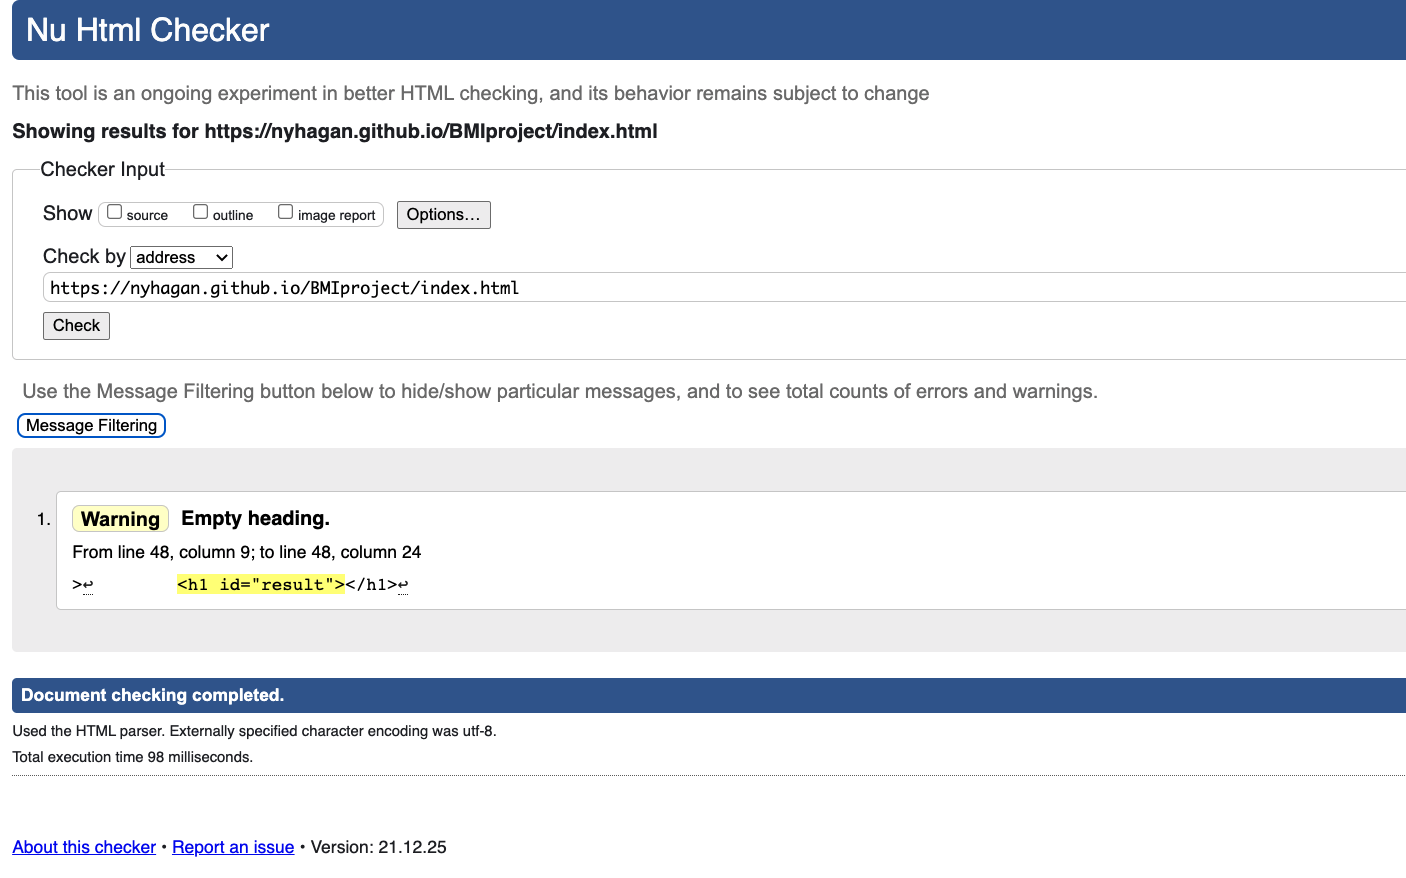 Nu Html Checker
This tool is an ongoing experiment in better HTML checking, and its behavior remains subject to change
Showing results for https://nyhagan.github.io/BMIproject/index.html
Checker Input
Show source outline image report Options…
Check by address
https://nyhagan.github.io/BMIproject/index.html
Check
Use the Message Filtering button below to hide/show particular messages, and to see total counts of errors and warnings.
Message Filtering
1. Warning Empty heading.
From line 48, column 9; to line 48, column 24
>↩        <h1 id="result"></h1>↩
Document checking completed.
Used the HTML parser. Externally specified character encoding was utf-8.
Total execution time 98 milliseconds.
About this checker • Report an issue • Version: 21.12.25